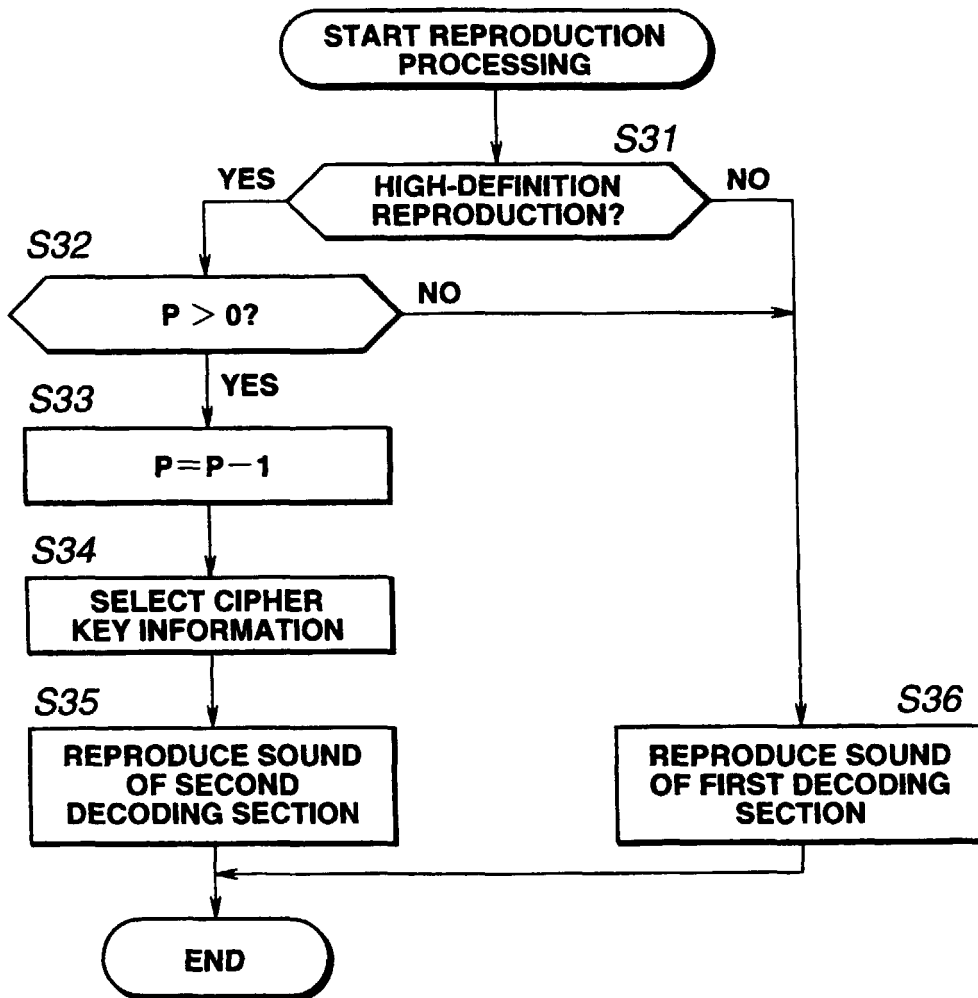 START REPRODUCTION
PROCESSING
S31
YES
HIGH-DEFINITION
REPRODUCTION?
NO
S32
P > 0?
NO
YES
S33
P=P-1
S34
SELECT CIPHER
KEY INFORMATION
S35
REPRODUCE SOUND
OF SECOND
DECODING SECTION
S36
REPRODUCE SOUND
OF FIRST DECODING
SECTION
END